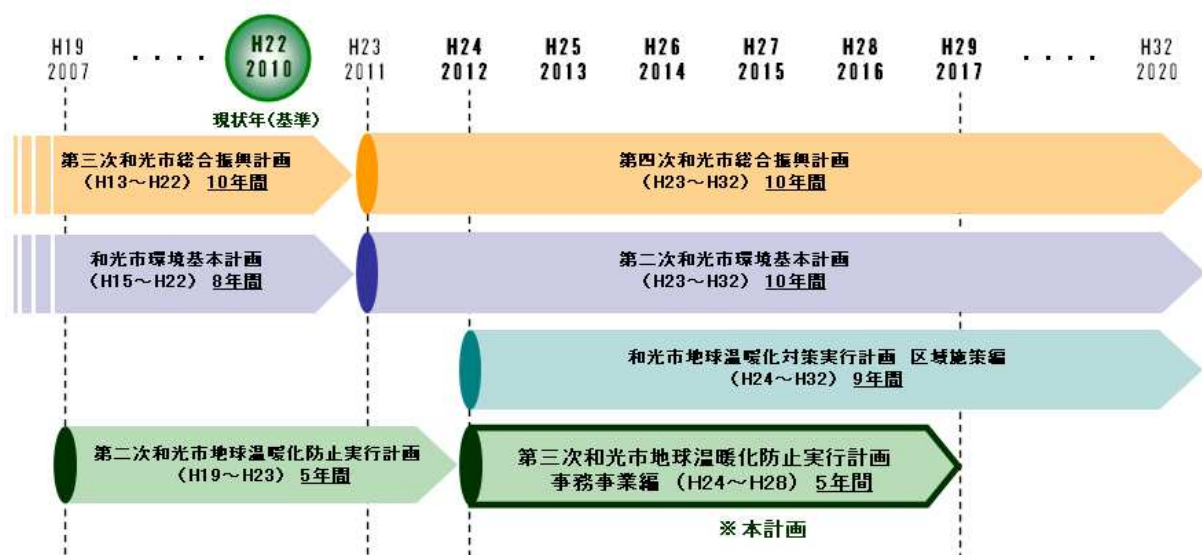 H19 ···· H22 H23 H24 H25 H26 H27 H28 H29 ···· H32
2007 2010 2011 2012 2013 2014 2015 2016 2017 2020
現状年(基準)
第三次和光市総合振興計画
(H13～H22) 10年間
第四次和光市総合振興計画
(H23～H32) 10年間
和光市環境基本計画
(H15～H22) 8年間
第二次和光市環境基本計画
(H23～H32) 10年間
和光市地球温暖化対策実行計画 区域施策編
(H24～H32) 9年間
第二次和光市地球温暖化防止実行計画
(H19～H23) 5年間
第三次和光市地球温暖化防止実行計画
事務事業編 (H24～H28) 5年間
※本計画